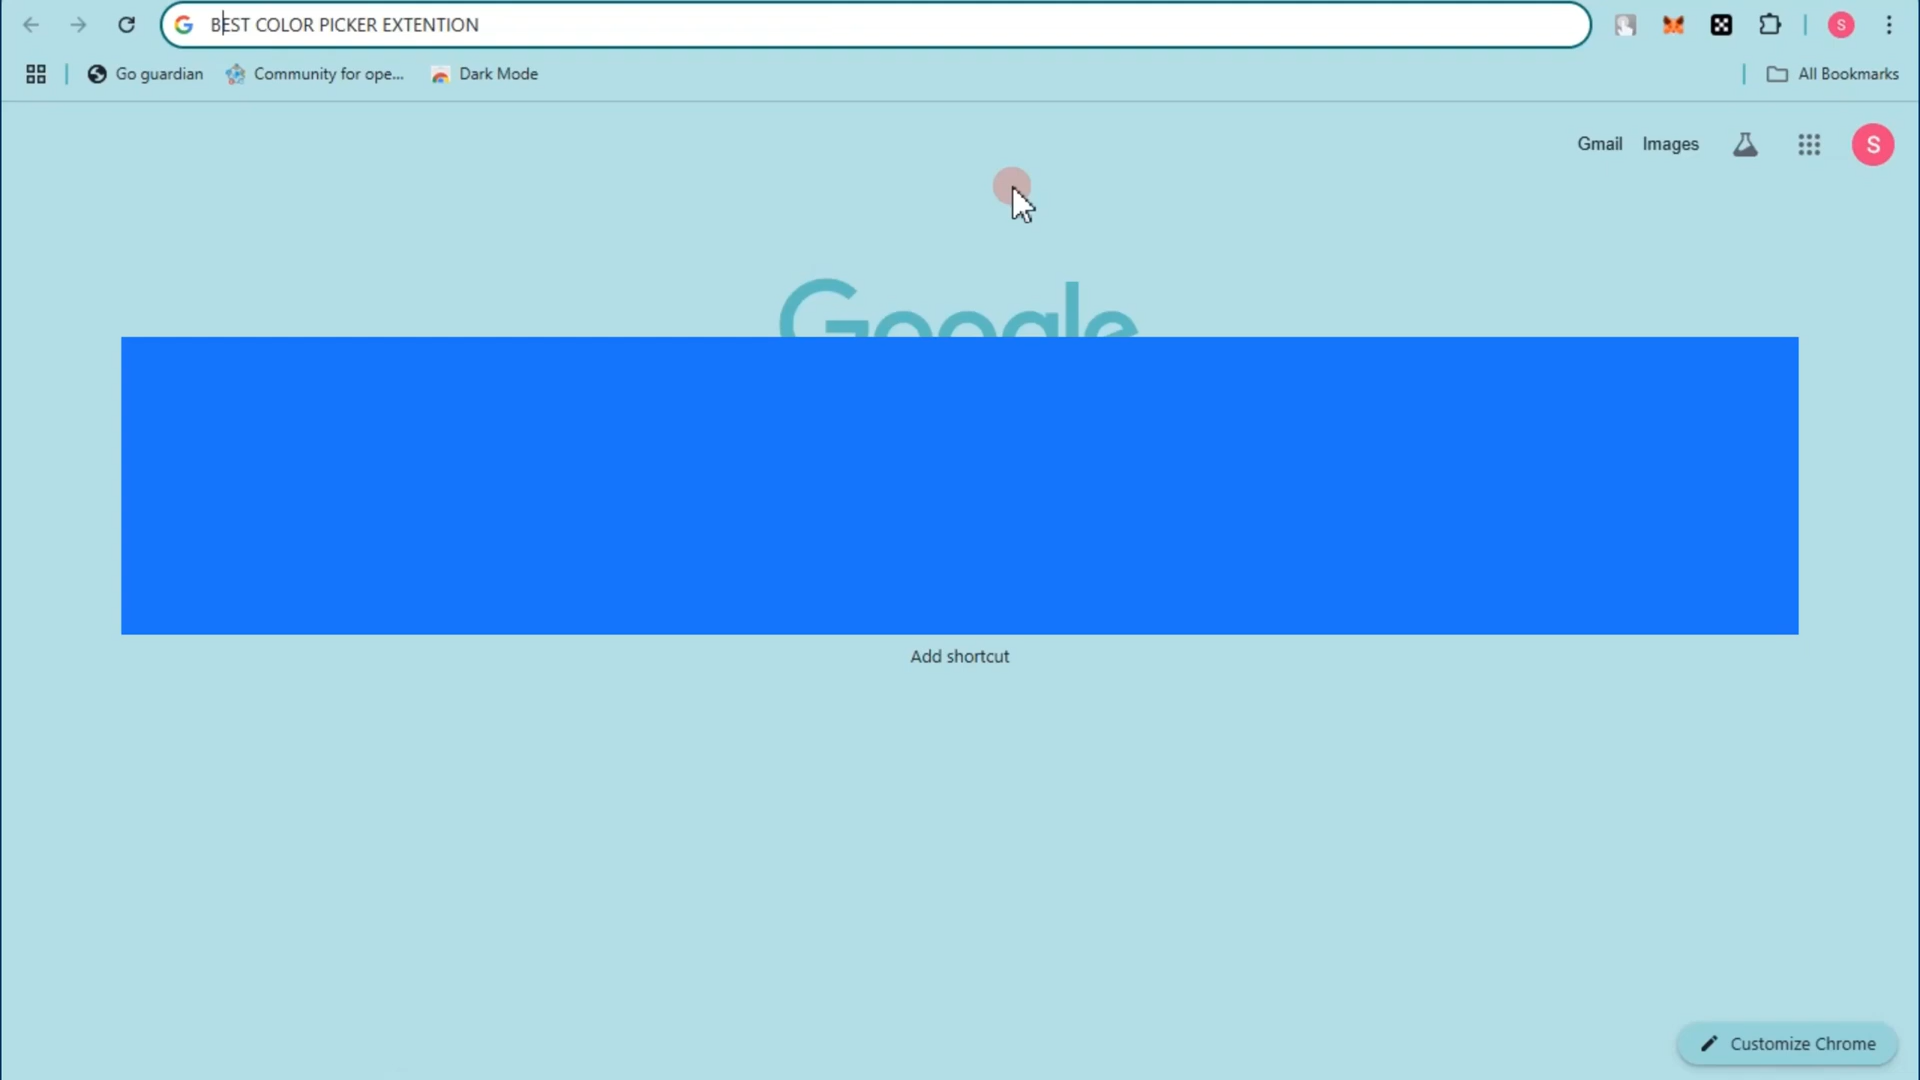 BEST COLOR PICKER EXTENTION
S
Go guardian
Community for ope...
Dark Mode
All Bookmarks
Gmail
Images
S
Google
Add shortcut
Customize Chrome